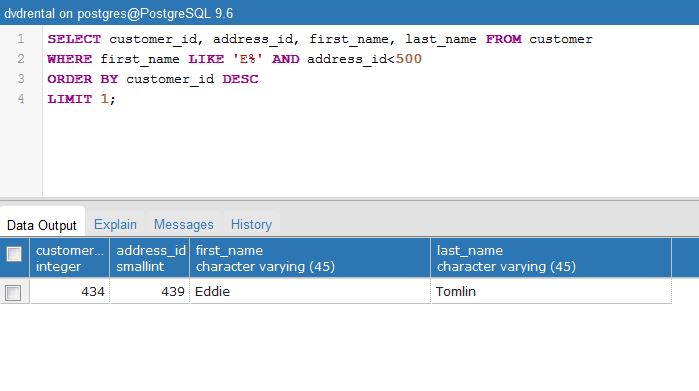 dvdrental on postgres@PostgreSQL 9.6
1 SELECT customer_id, address_id, first_name, last_name FROM customer
2 WHERE first_name LIKE 'E%' AND address_id<500
3 ORDER BY customer_id DESC
4 LIMIT 1;
Data Output Explain Messages History
customer... address_id first_name last_name
integer smallint character varying (45) character varying (45)
434 439 Eddie Tomlin